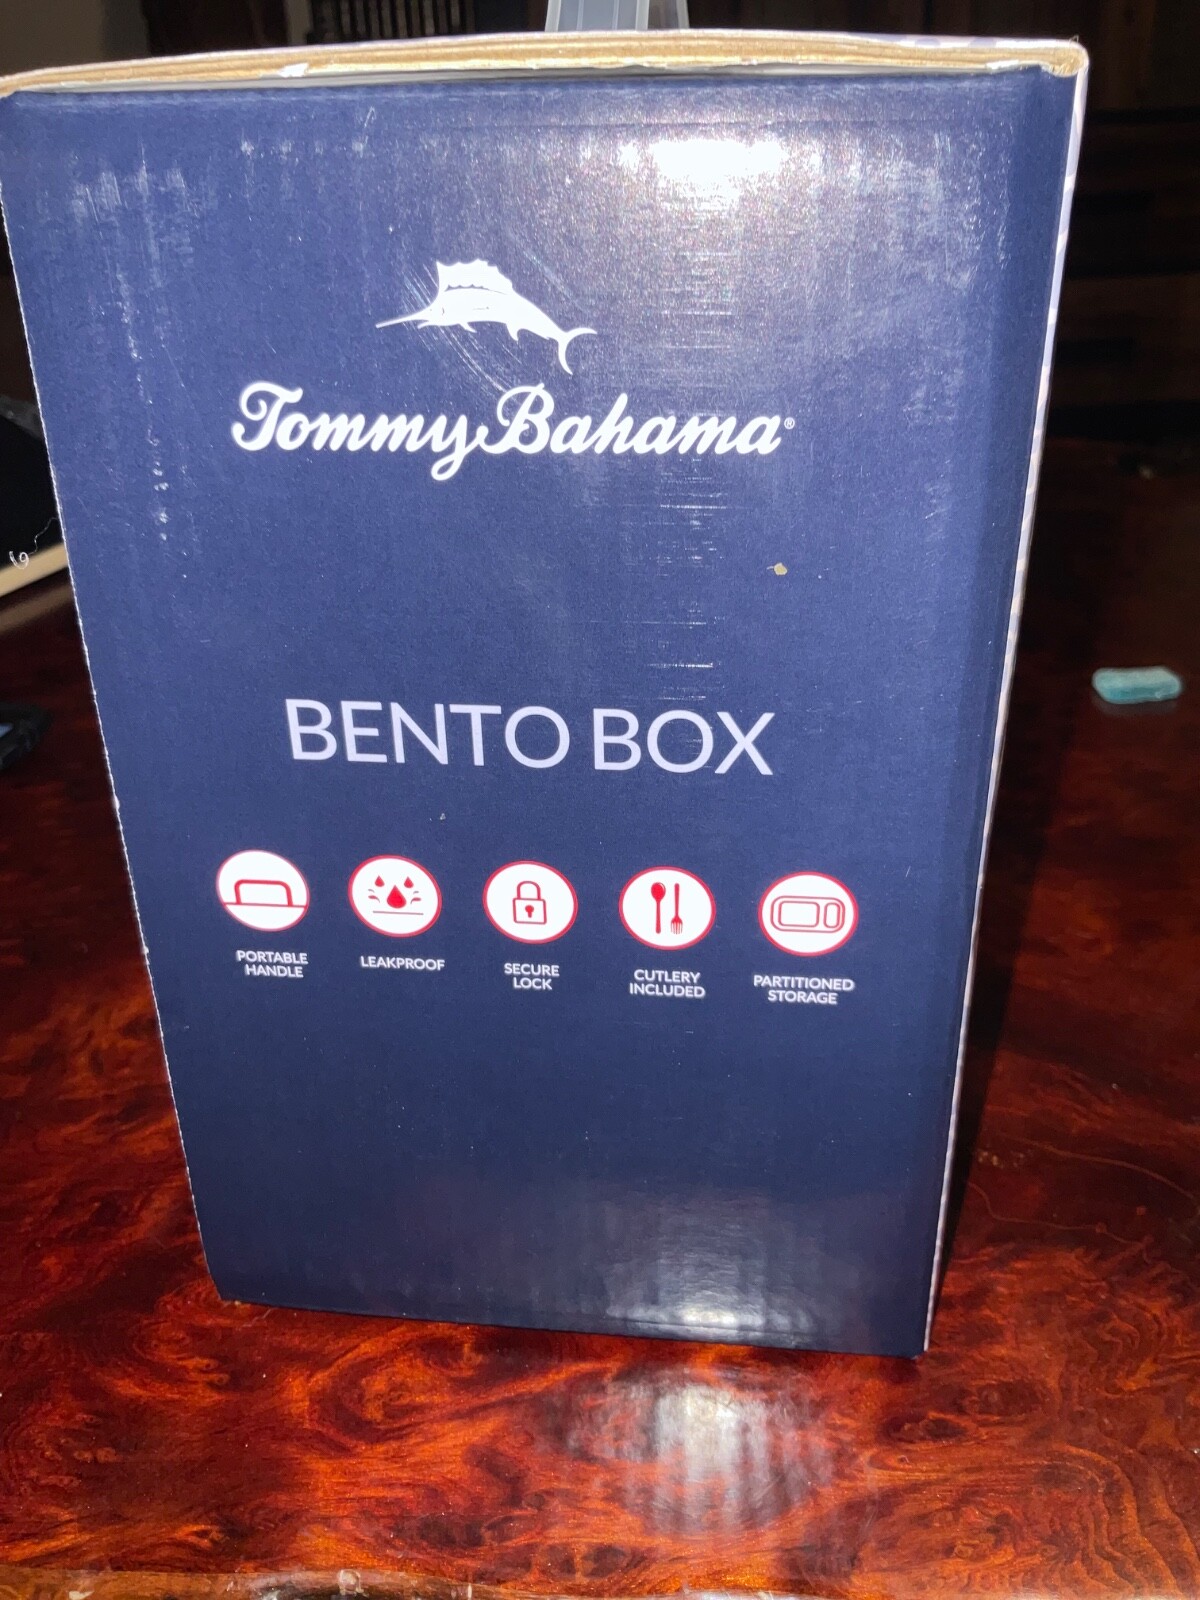 Tommy Bahama®
BENTO BOX
PORTABLE
HANDLE
LEAKPROOF
SECURE
LOCK
CUTLERY
INCLUDED
PARTITIONED
STORAGE